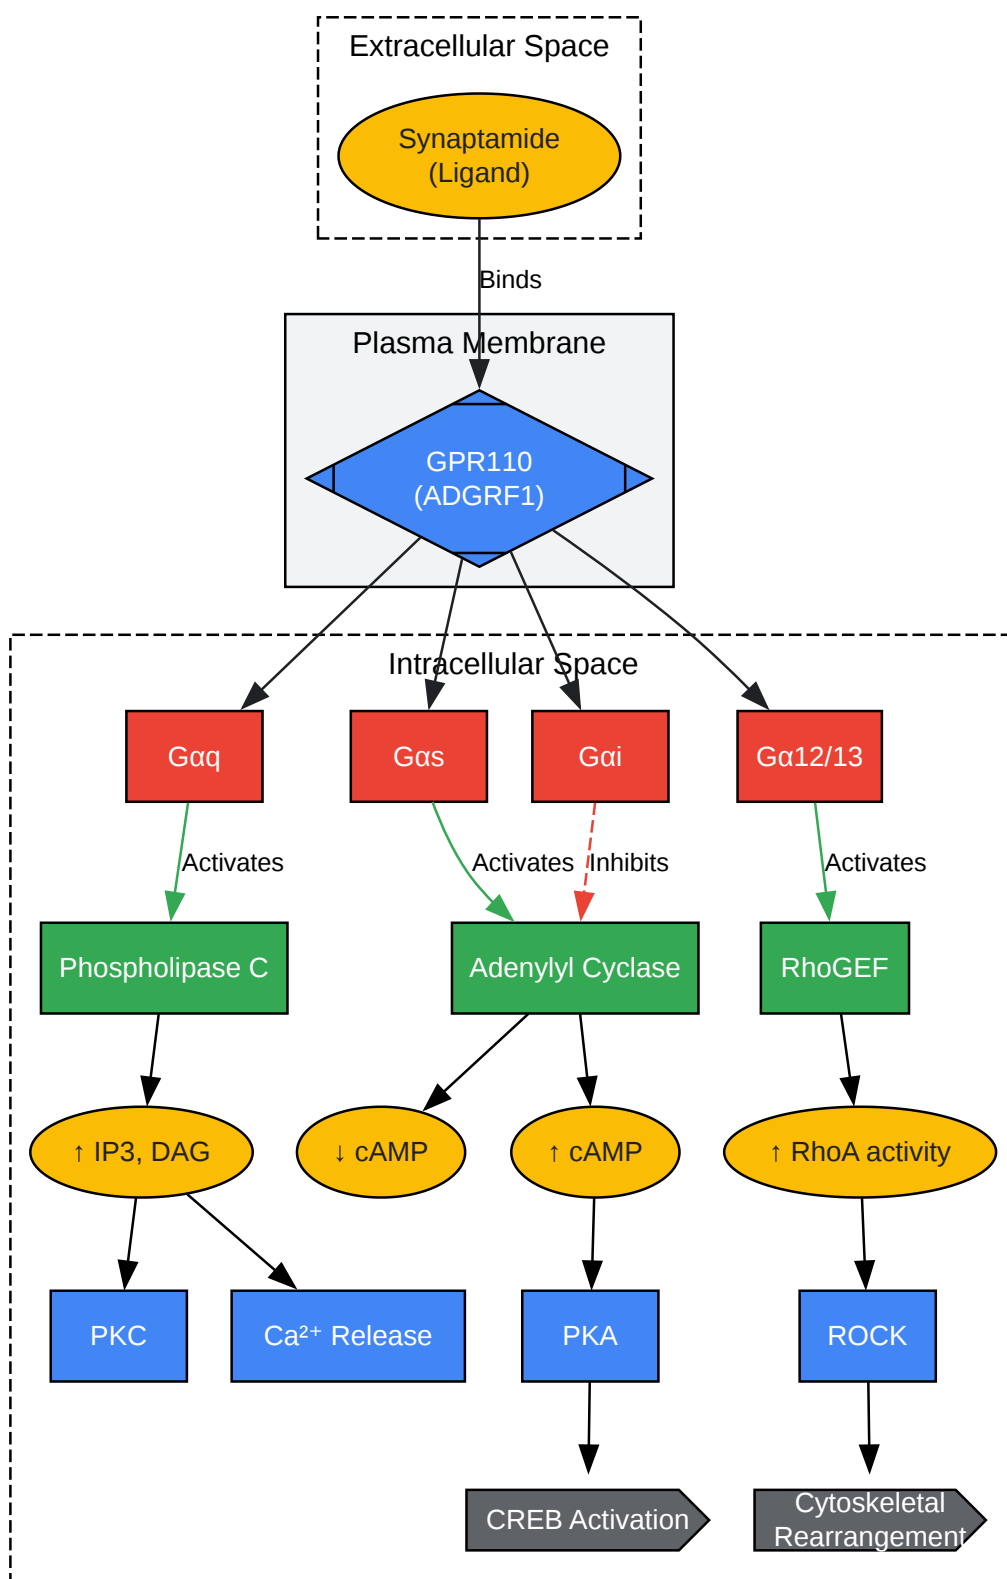 Extracellular Space
Synaptamide
(Ligand)
Binds
Plasma Membrane
GPR110
(ADGRF1)
Intracellular Space
Gαq
Gαs
Gαi
Gα12/13
Activates
Activates
Inhibits
Activates
Phospholipase C
Adenylyl Cyclase
RhoGEF
↑ IP3, DAG
↓ cAMP
↑ cAMP
↑ RhoA activity
PKC
Ca²⁺ Release
PKA
ROCK
CREB Activation
Cytoskeletal
Rearrangement